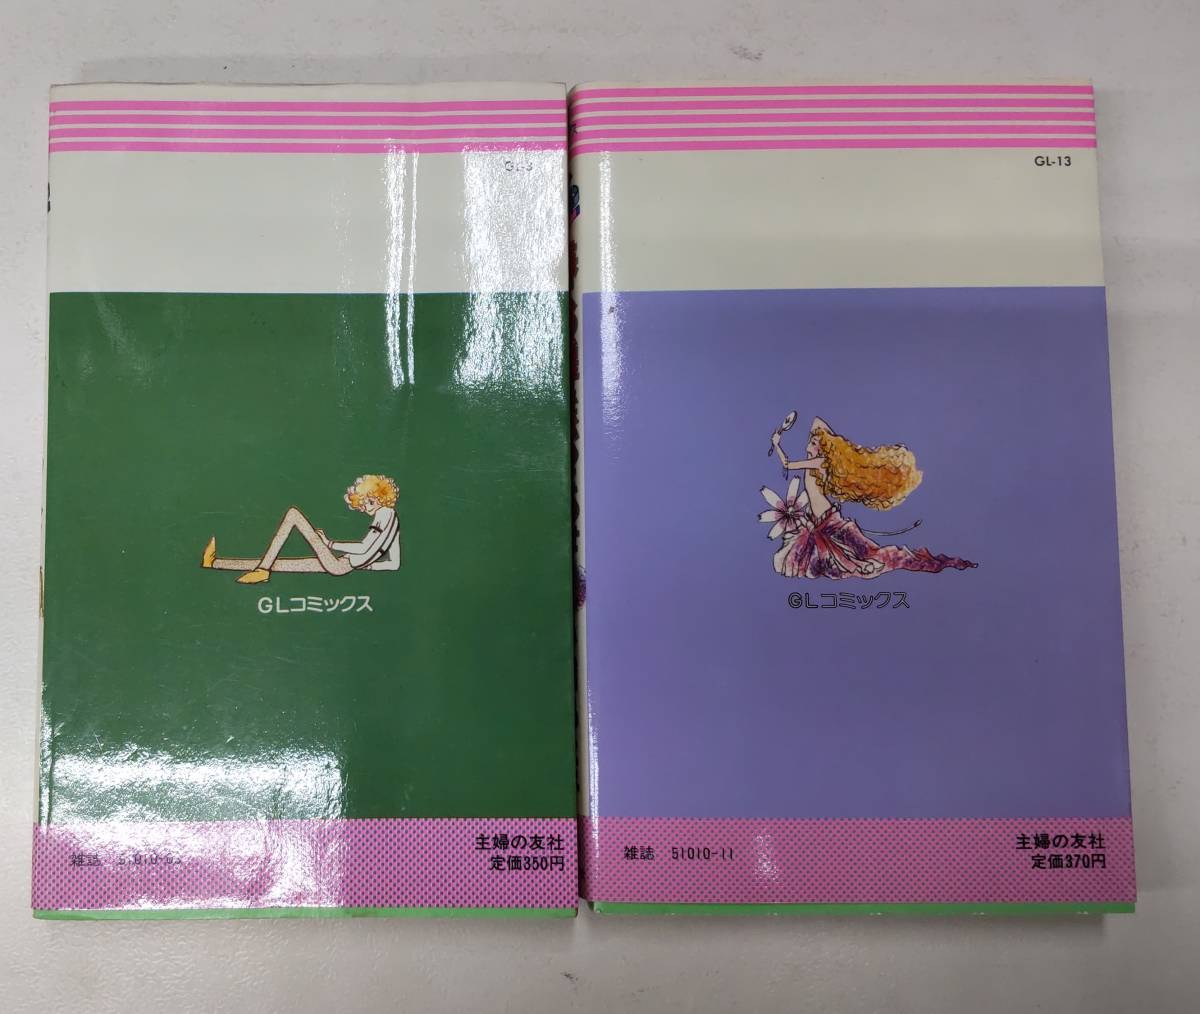 GLコミックス
主婦の友社
定価350円
GL-13
GLコミックス
雑誌 51010-11
主婦の友社
定価370円